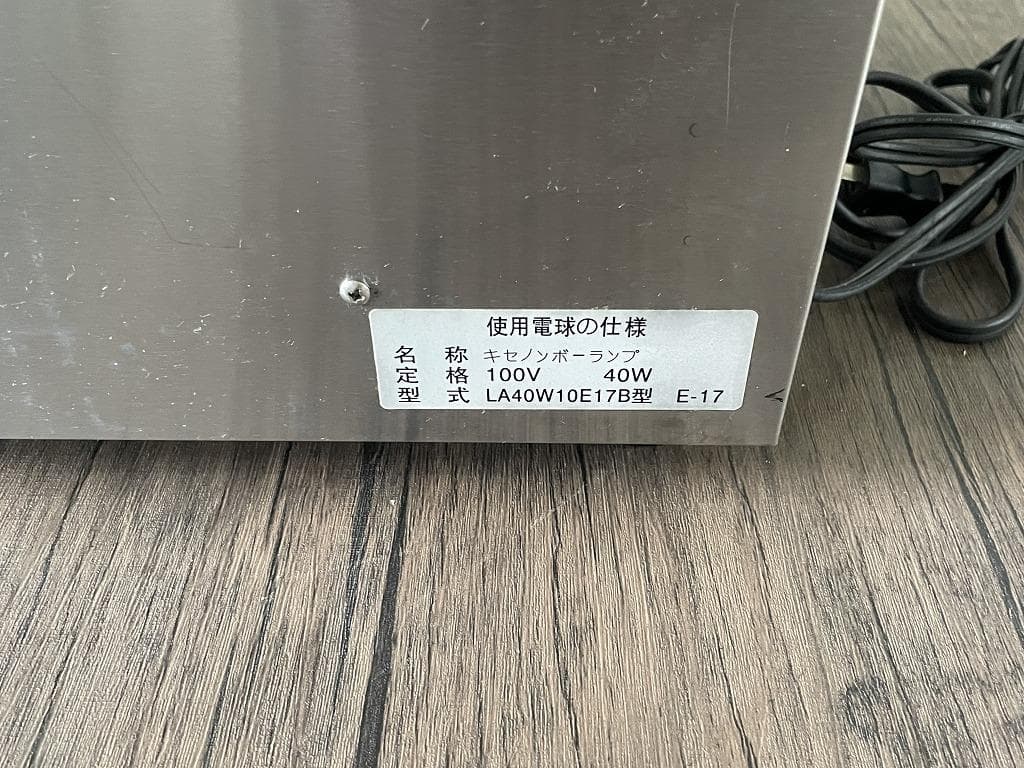 使用電球の仕様
名 称 キセノンボーランプ
定 格 100V 40W
型 式 LA40W10E17B型 E-17